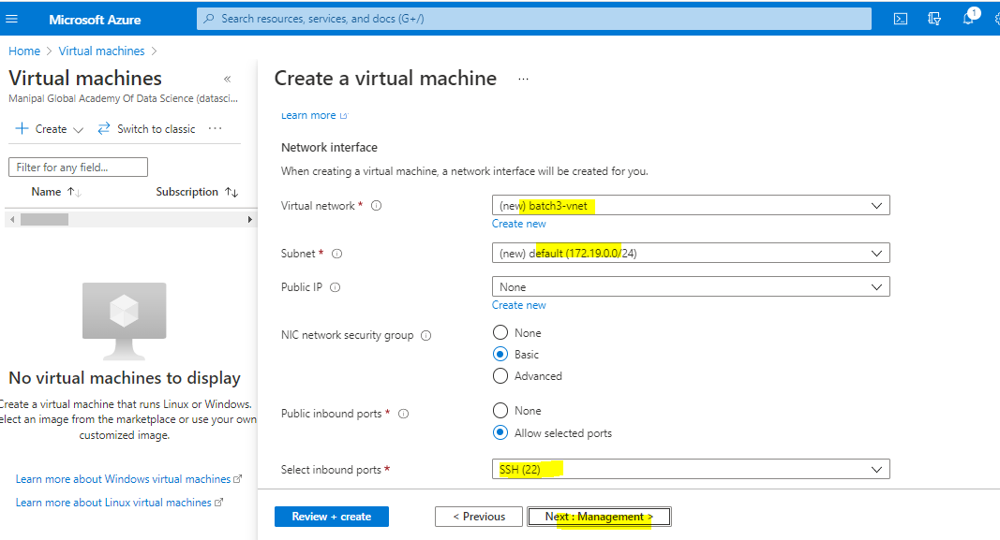 Microsoft Azure
Search resources, services, and docs (G+/)
1
Home > Virtual machines >
Virtual machines
«
Manipal Global Academy Of Data Science (datasci...
+ Create
Switch to classic
...
Filter for any field...
Name ↑↓
Subscription ↑↓
No virtual machines to display
Create a virtual machine that runs Linux or Windows.
elect an image from the marketplace or use your own
customized image.
Learn more about Windows virtual machines
Learn more about Linux virtual machines
Create a virtual machine
...
Learn more
Network interface
When creating a virtual machine, a network interface will be created for you.
Virtual network *
(new) batch3-vnet
Create new
Subnet *
(new) default (172.19.0.0/24)
Public IP
None
Create new
NIC network security group
None
Basic
Advanced
Public inbound ports *
None
Allow selected ports
Select inbound ports *
SSH (22)
Review + create
< Previous
Next : Management >